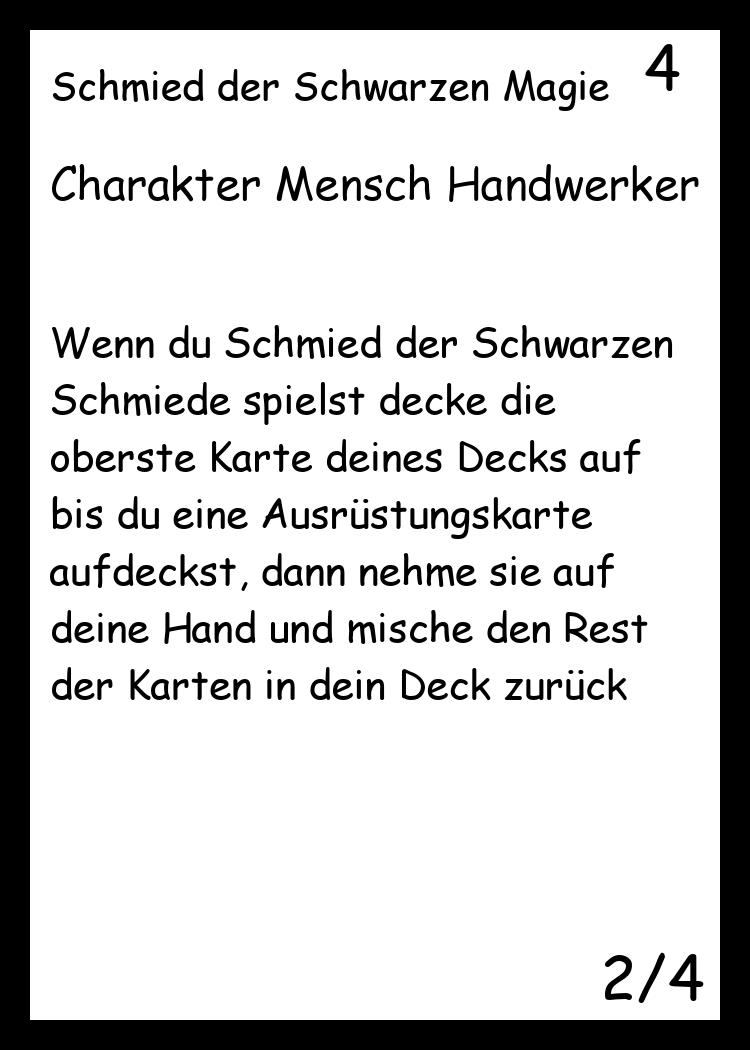 Schmied der Schwarzen Magie 4
Charakter Mensch Handwerker
Wenn du Schmied der Schwarzen
Schmiede spielst decke die
oberste Karte deines Decks auf
bis du eine Ausrüstungskarte
aufdeckst, dann nehme sie auf
deine Hand und mische den Rest
der Karten in dein Deck zurück
2/4